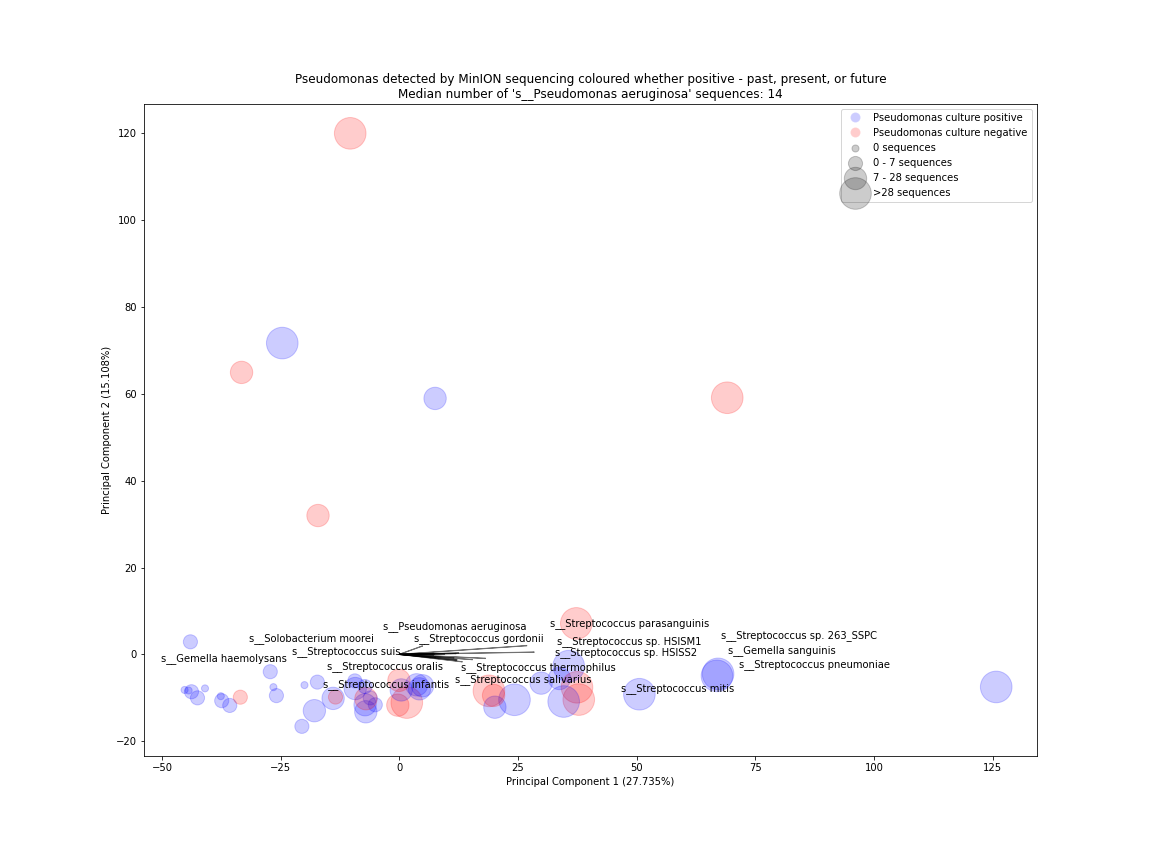 Pseudomonas detected by MinION sequencing coloured whether positive - past, present, or future
Median number of 's__Pseudomonas aeruginosa' sequences: 14
Pseudomonas culture positive
Pseudomonas culture negative
0 sequences
0 - 7 sequences
7 - 28 sequences
>28 sequences
120
100
80
60
40
20
0
−20
Principal Component 2 (15.108%)
s__Streptococcus parasanguinis
s__Pseudomonas aeruginosa
s__Streptococcus sp. 263_SSPC
s__Solobacterium moorei
s__Streptococcus gordonii
s__Streptococcus sp. HSISM1
s__Streptococcus suis
s__Streptococcus sp. HSISS2
s__Gemella sanguinis
s__Gemella haemolysans
s__Streptococcus oralis
s__Streptococcus thermophilus
s__Streptococcus pneumoniae
s__Streptococcus infantis
s__Streptococcus salivarius
s__Streptococcus mitis
−50
−25
0
25
50
75
100
125
Principal Component 1 (27.735%)